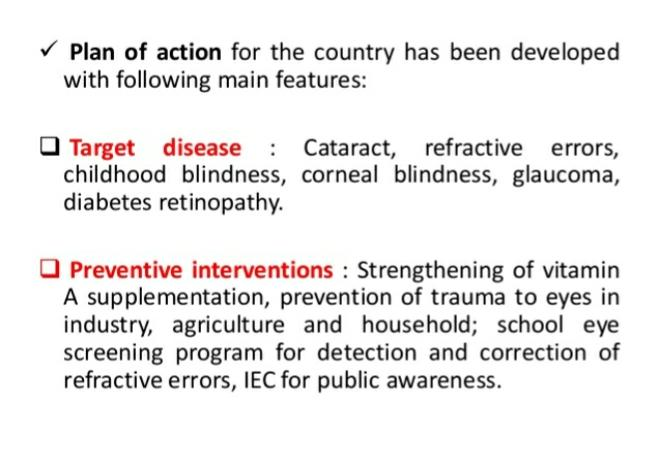 ✓ Plan of action for the country has been developed
with following main features:
❑ Target disease : Cataract, refractive errors,
childhood blindness, corneal blindness, glaucoma,
diabetes retinopathy.
❑ Preventive interventions : Strengthening of vitamin
A supplementation, prevention of trauma to eyes in
industry, agriculture and household; school eye
screening program for detection and correction of
refractive errors, IEC for public awareness.